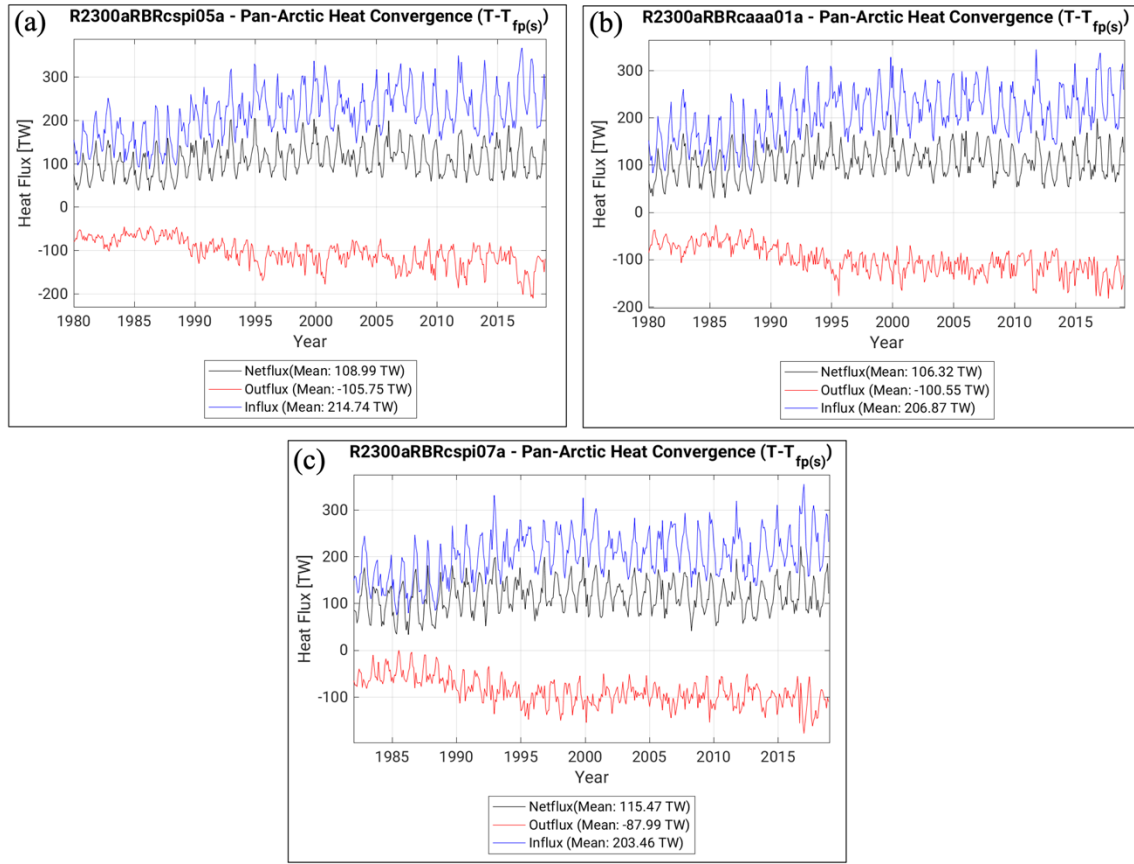 (a)
R2300aRBRcspi05a - Pan-Arctic Heat Convergence (T-Tfp(s))
Heat Flux [TW]
300
200
100
0
-100
-200
1980 1985 1990 1995 2000 2005 2010 2015
Year
Netflux(Mean: 108.99 TW)
Outflux (Mean: -105.75 TW)
Influx (Mean: 214.74 TW)
(b)
R2300aRBRcaaa01a - Pan-Arctic Heat Convergence (T-Tfp(s))
Heat Flux [TW]
300
200
100
0
-100
-200
1980 1985 1990 1995 2000 2005 2010 2015
Year
Netflux(Mean: 106.32 TW)
Outflux (Mean: -100.55 TW)
Influx (Mean: 206.87 TW)
(c)
R2300aRBRcspi07a - Pan-Arctic Heat Convergence (T-Tfp(s))
Heat Flux [TW]
300
200
100
0
-100
1985 1990 1995 2000 2005 2010 2015
Year
Netflux(Mean: 115.47 TW)
Outflux (Mean: -87.99 TW)
Influx (Mean: 203.46 TW)